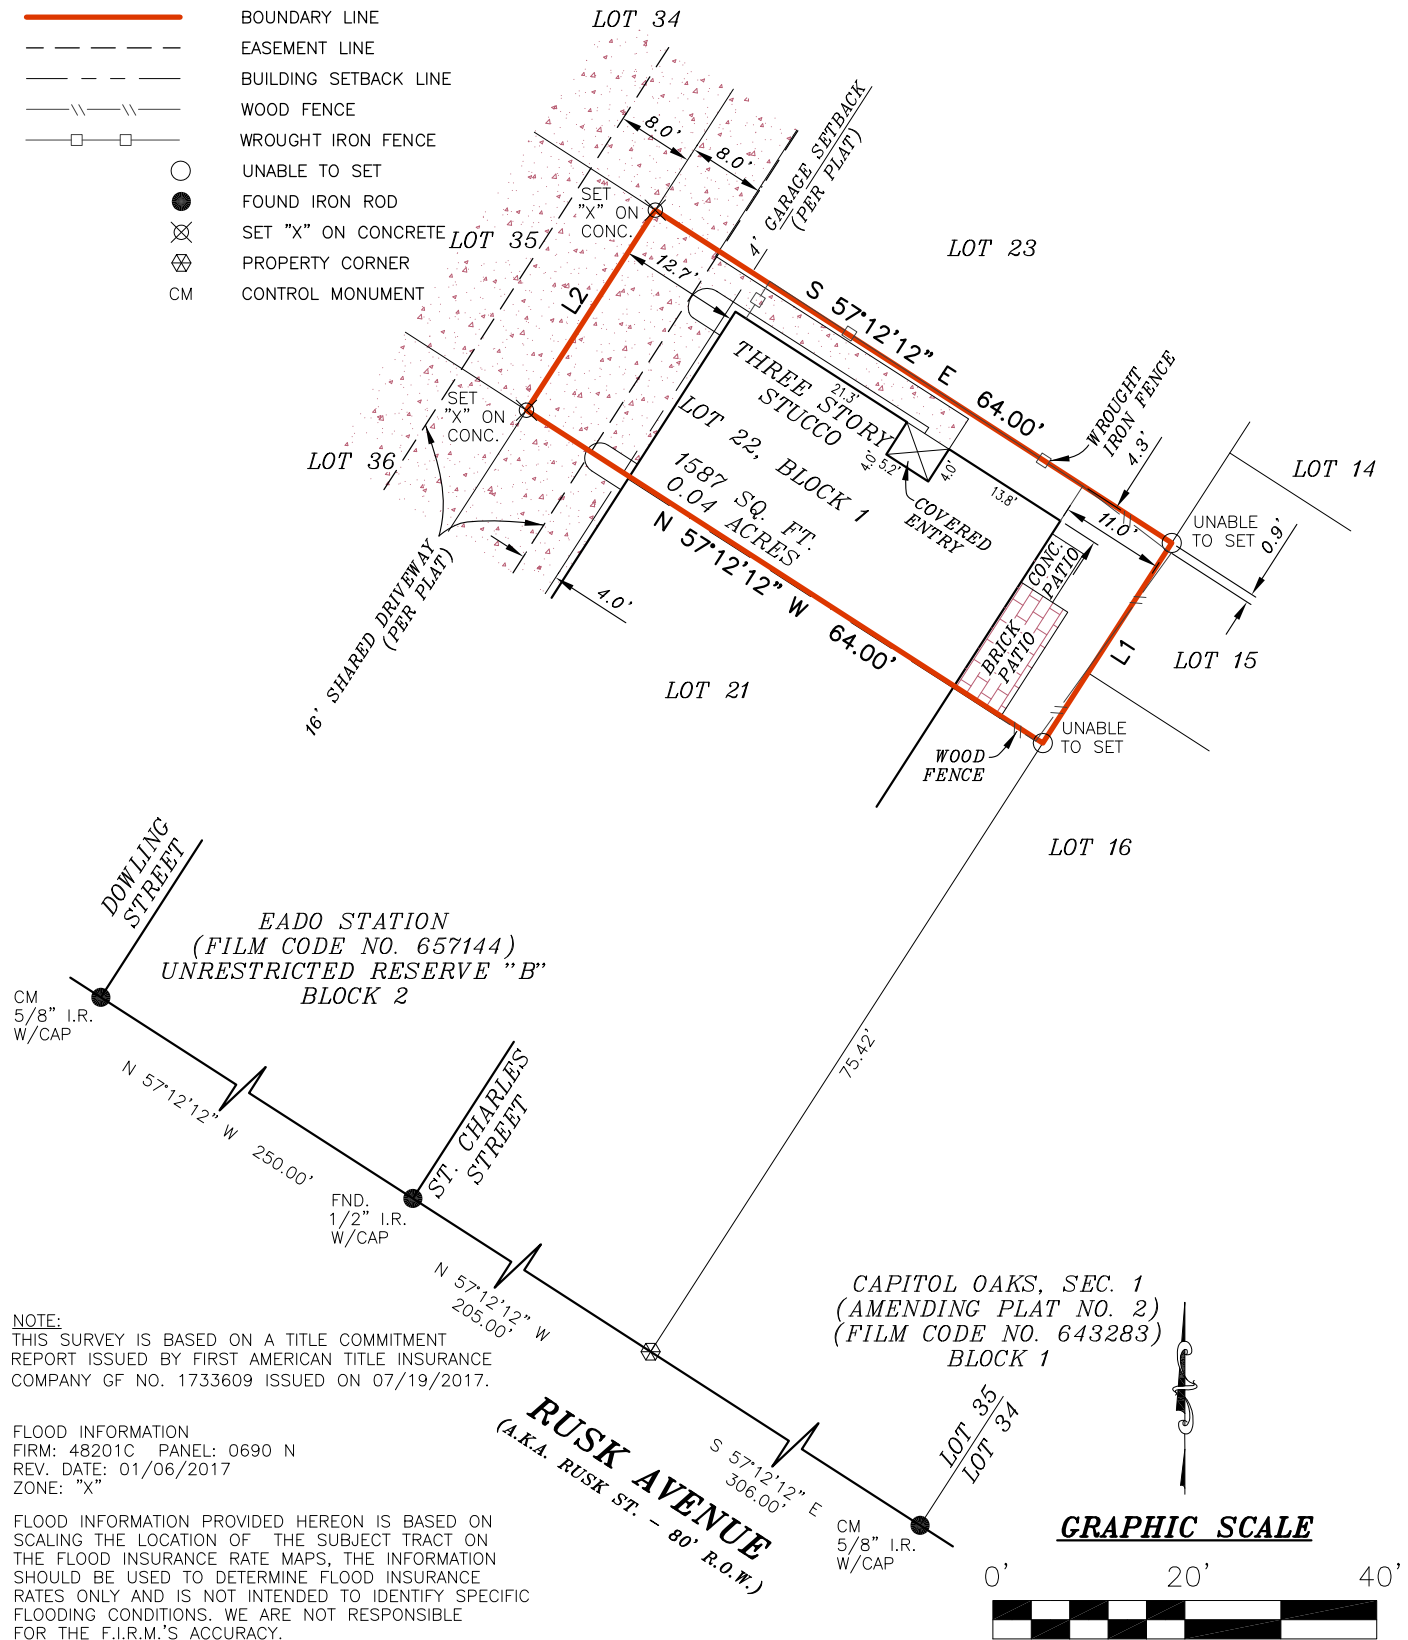 BOUNDARY LINE
EASEMENT LINE
BUILDING SETBACK LINE
WOOD FENCE
WROUGHT IRON FENCE
UNABLE TO SET
FOUND IRON ROD
SET "X" ON CONCRETE
PROPERTY CORNER
CM CONTROL MONUMENT
LOT 34
8.0'
8.0'
4' GARAGE SETBACK
(PER PLAT)
SET
"X" ON
CONC.
LOT 35
LOT 23
12.7'
L2
S 57°12'12" E 64.00'
THREE STORY
STUCCO
21.3'
LOT 22, BLOCK 1
1587 SQ. FT.
0.04 ACRES
4.0'
5.2'
4.0'
13.8'
COVERED
ENTRY
WROUGHT
IRON FENCE
4.3'
LOT 14
SET
"X" ON
CONC.
LOT 36
UNABLE
TO SET
11.0'
0.9'
CONC.
PATIO
BRICK
PATIO
N 57°12'12" W 64.00'
4.0'
16' SHARED DRIVEWAY
(PER PLAT)
L1
LOT 15
LOT 21
UNABLE
TO SET
WOOD
FENCE
LOT 16
DOWLING
STREET
EADO STATION
(FILM CODE NO. 657144)
UNRESTRICTED RESERVE "B"
BLOCK 2
CM
5/8" I.R.
W/CAP
N 57°12'12" W 250.00'
75.42'
ST. CHARLES
STREET
FND.
1/2" I.R.
W/CAP
N 57°12'12" W
205.00'
CAPITOL OAKS, SEC. 1
(AMENDING PLAT NO. 2)
(FILM CODE NO. 643283)
BLOCK 1
NOTE:
THIS SURVEY IS BASED ON A TITLE COMMITMENT
REPORT ISSUED BY FIRST AMERICAN TITLE INSURANCE
COMPANY GF NO. 1733609 ISSUED ON 07/19/2017.
RUSK AVENUE
(A.K.A. RUSK ST. - 80' R.O.W.)
S 57°12'12" E
306.00'
LOT 35
LOT 34
CM
5/8" I.R.
W/CAP
FLOOD INFORMATION
FIRM: 48201C PANEL: 0690 N
REV. DATE: 01/06/2017
ZONE: "X"
FLOOD INFORMATION PROVIDED HEREON IS BASED ON
SCALING THE LOCATION OF THE SUBJECT TRACT ON
THE FLOOD INSURANCE RATE MAPS, THE INFORMATION
SHOULD BE USED TO DETERMINE FLOOD INSURANCE
RATES ONLY AND IS NOT INTENDED TO IDENTIFY SPECIFIC
FLOODING CONDITIONS. WE ARE NOT RESPONSIBLE
FOR THE F.I.R.M.'S ACCURACY.
GRAPHIC SCALE
0' 20' 40'